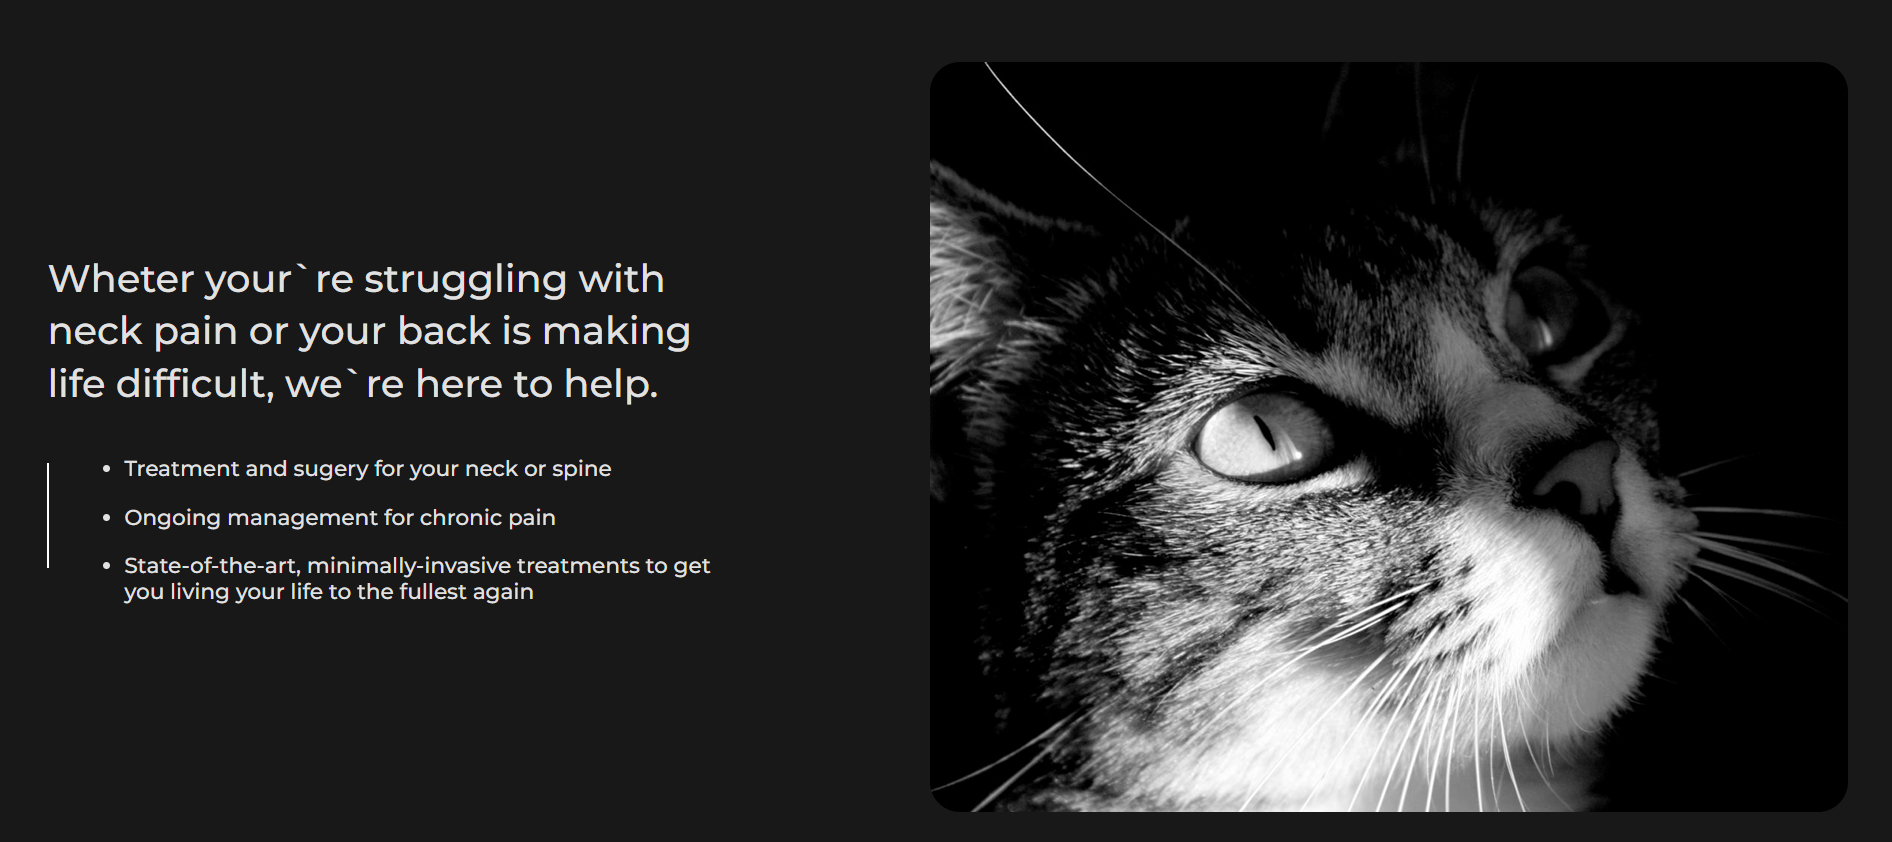 Wheter your`re struggling with
neck pain or your back is making
life difficult, we`re here to help.
• Treatment and sugery for your neck or spine
• Ongoing management for chronic pain
• State-of-the-art, minimally-invasive treatments to get
you living your life to the fullest again